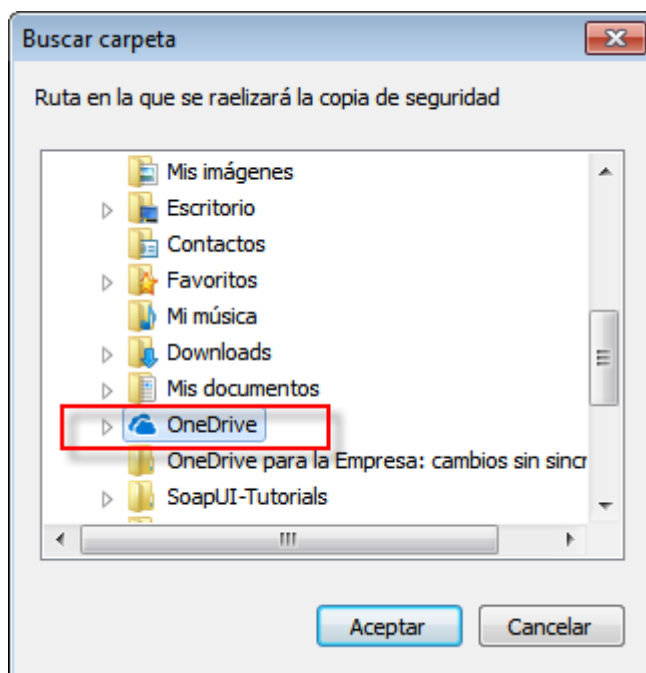 Buscar carpeta
Ruta en la que se raelizará la copia de seguridad
Mis imágenes
Escritorio
Contactos
Favoritos
Mi música
Downloads
Mis documentos
OneDrive
OneDrive para la Empresa: cambios sin sincr
SoapUI-Tutorials
Aceptar
Cancelar